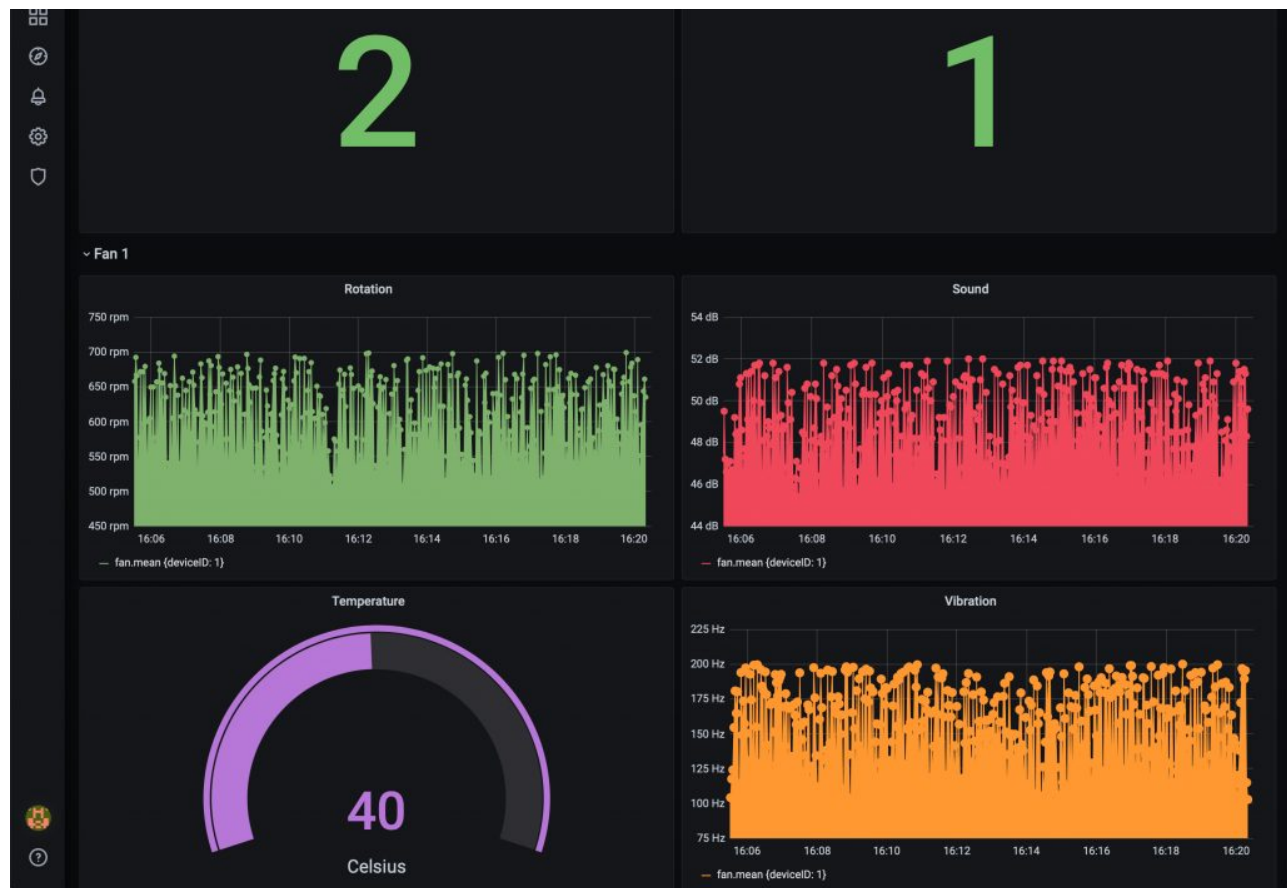 2
1
Fan 1
Rotation
750 rpm
700 rpm
650 rpm
600 rpm
550 rpm
500 rpm
450 rpm
16:06 16:08 16:10 16:12 16:14 16:16 16:18 16:20
fan.mean {deviceID: 1}
Sound
54 dB
52 dB
50 dB
48 dB
46 dB
44 dB
16:06 16:08 16:10 16:12 16:14 16:16 16:18 16:20
fan.mean {deviceID: 1}
Temperature
40
Celsius
Vibration
225 Hz
200 Hz
175 Hz
150 Hz
125 Hz
100 Hz
75 Hz
16:06 16:08 16:10 16:12 16:14 16:16 16:18 16:20
fan.mean {deviceID: 1}
?